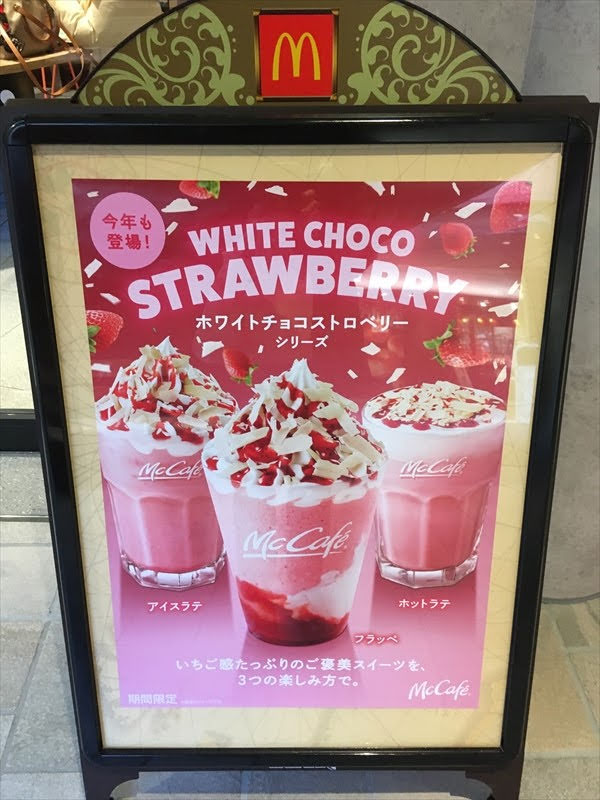 今年も
登場!
WHITE CHOCO
STRAWBERRY
ホワイトチョコストロベリー
シリーズ
McCafé
McCafé
McCafé
アイスラテ
ホットラテ
フラッペ
いちご感たっぷりのご褒美スイーツを、
3つの楽しみ方で。
期間限定
McCafé